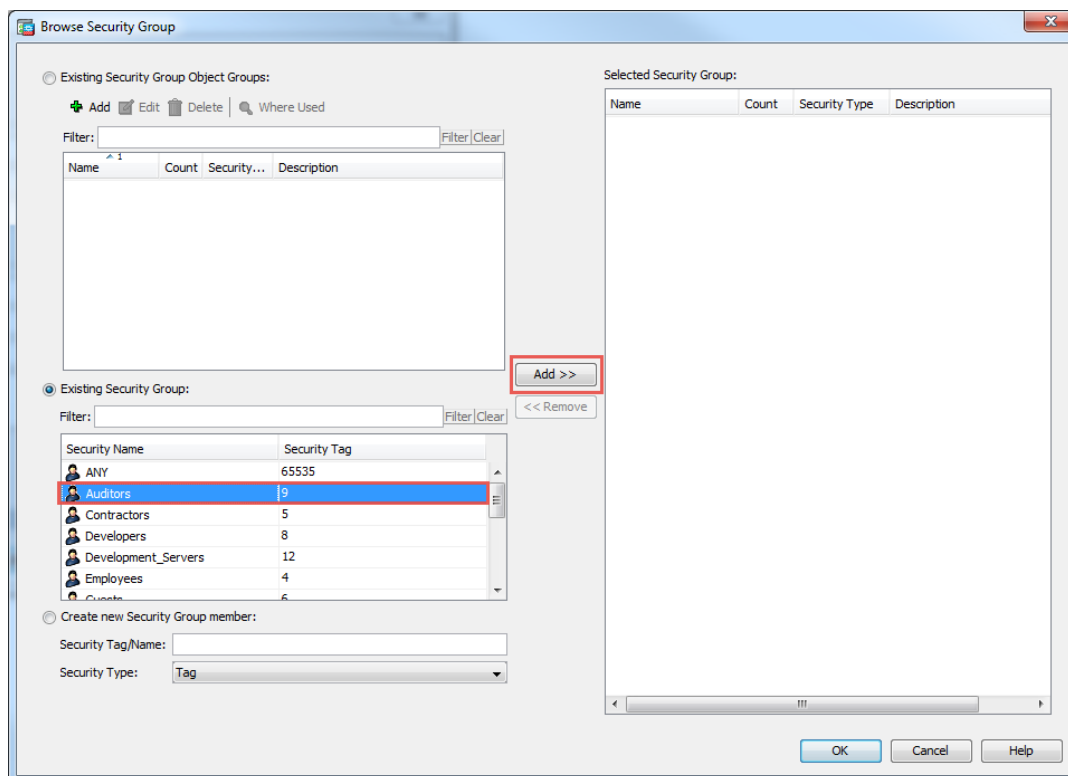 Browse Security Group
Existing Security Group Object Groups:
Add Edit Delete Where Used
Filter: Filter Clear
Name 1 Count Security... Description
Existing Security Group:
Filter: Filter Clear
Security Name Security Tag
ANY 65535
Auditors 9
Contractors 5
Developers 8
Development_Servers 12
Employees 4
Guests 6
Create new Security Group member:
Security Tag/Name:
Security Type: Tag
Add >>
<< Remove
Selected Security Group:
Name Count Security Type Description
OK Cancel Help